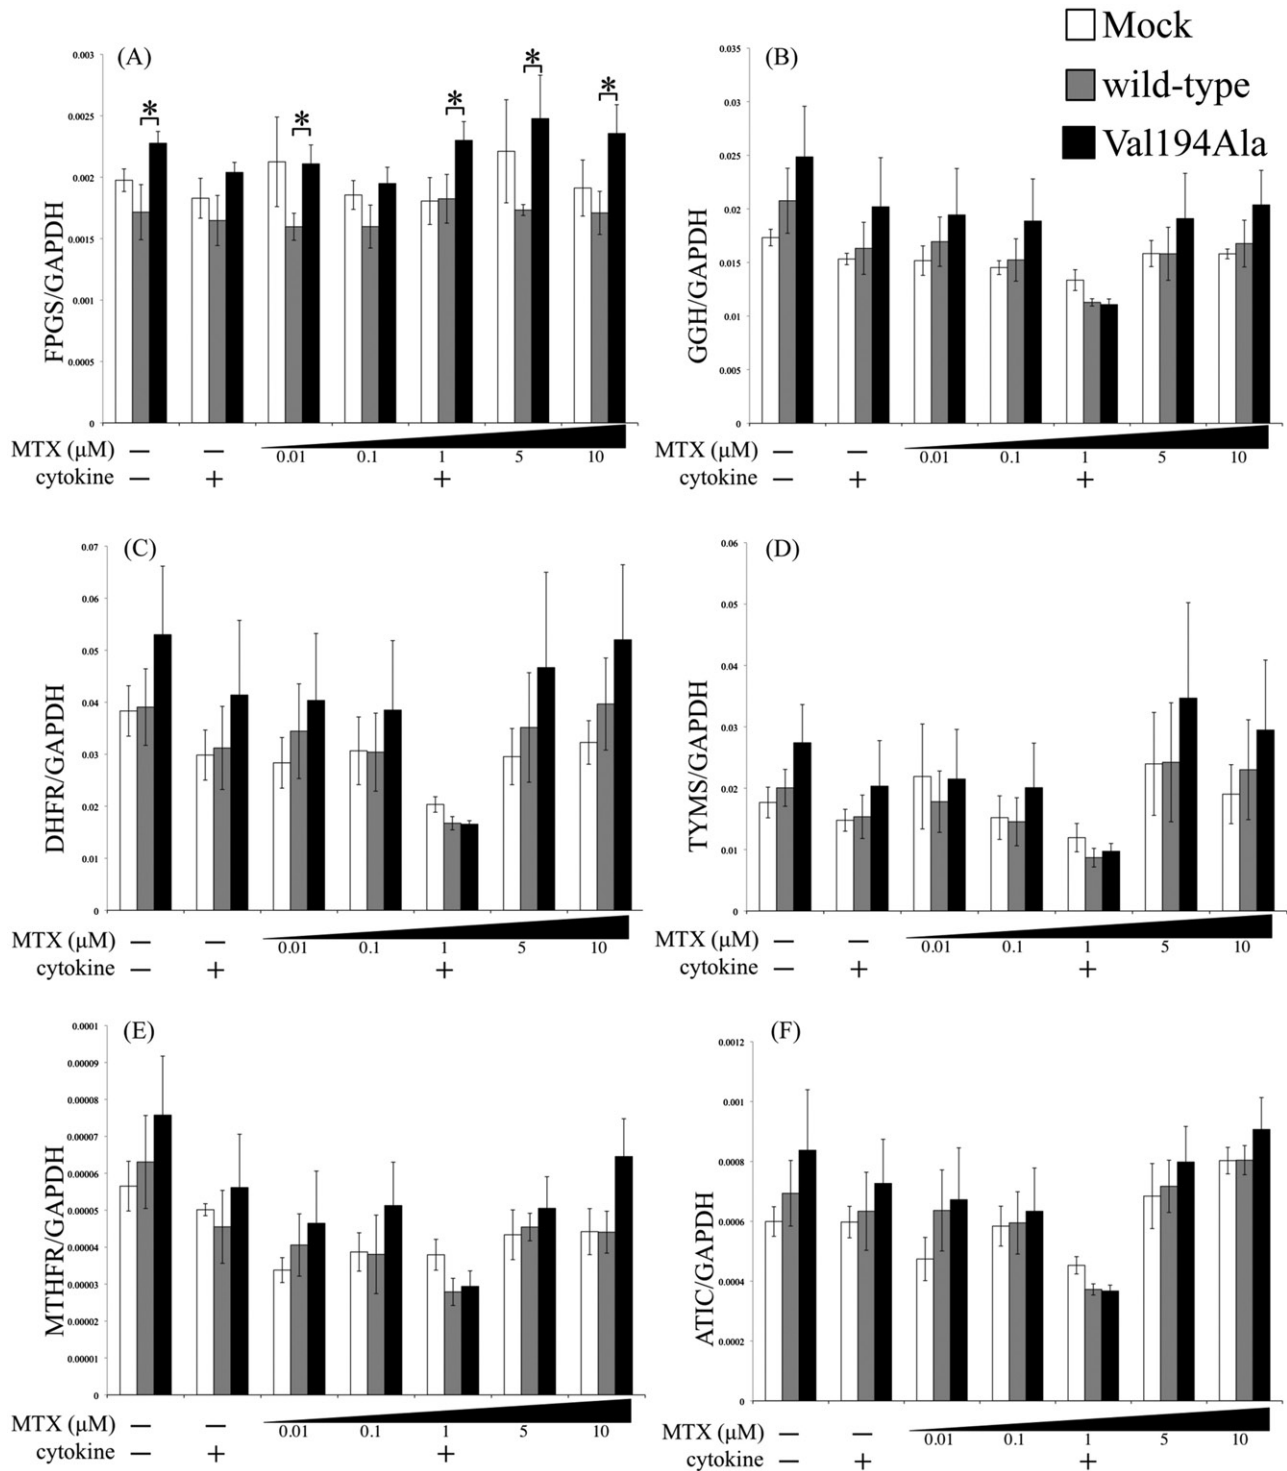 Mock
wild-type
Val194Ala
(A)
FPGS/GAPDH
0.003
0.0025
0.002
0.0015
0.001
0.0005
0
* * * * *
MTX (μM) — — 0.01 0.1 1 5 10
cytokine — + +
(B)
GGH/GAPDH
0.035
0.03
0.025
0.02
0.015
0.01
0.005
0
MTX (μM) — — 0.01 0.1 1 5 10
cytokine — + +
(C)
DHFR/GAPDH
0.07
0.06
0.05
0.04
0.03
0.02
0.01
0
MTX (μM) — — 0.01 0.1 1 5 10
cytokine — + +
(D)
TYMS/GAPDH
0.06
0.05
0.04
0.03
0.02
0.01
0
MTX (μM) — — 0.01 0.1 1 5 10
cytokine — + +
(E)
MTHFR/GAPDH
0.0001
0.00009
0.00008
0.00007
0.00006
0.00005
0.00004
0.00003
0.00002
0.00001
0
MTX (μM) — — 0.01 0.1 1 5 10
cytokine — + +
(F)
ATIC/GAPDH
0.0012
0.001
0.0008
0.0006
0.0004
0.0002
0
MTX (μM) — — 0.01 0.1 1 5 10
cytokine — + +